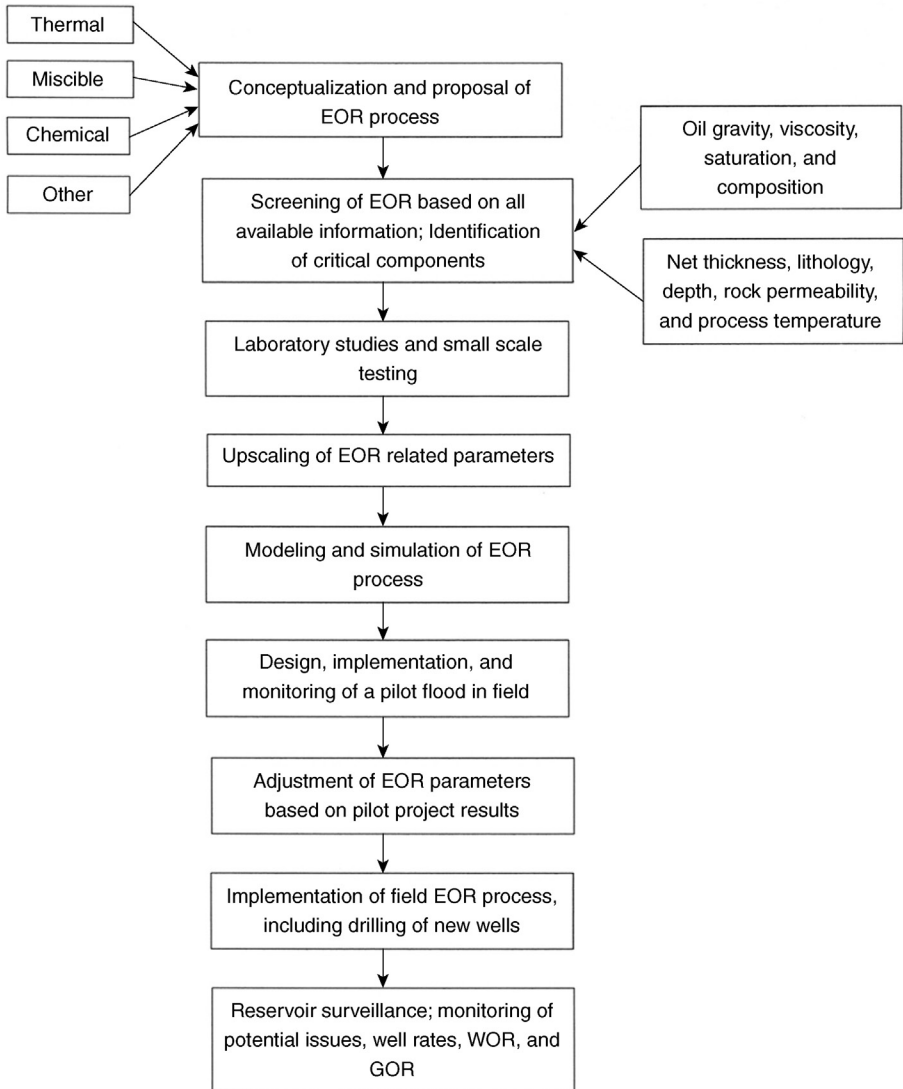 Thermal
Miscible
Chemical
Other
Conceptualization and proposal of
EOR process
Oil gravity, viscosity,
saturation, and
composition
Screening of EOR based on all
available information; Identification
of critical components
Net thickness, lithology,
depth, rock permeability,
and process temperature
Laboratory studies and small scale
testing
Upscaling of EOR related parameters
Modeling and simulation of EOR
process
Design, implementation, and
monitoring of a pilot flood in field
Adjustment of EOR parameters
based on pilot project results
Implementation of field EOR process,
including drilling of new wells
Reservoir surveillance; monitoring of
potential issues, well rates, WOR, and
GOR